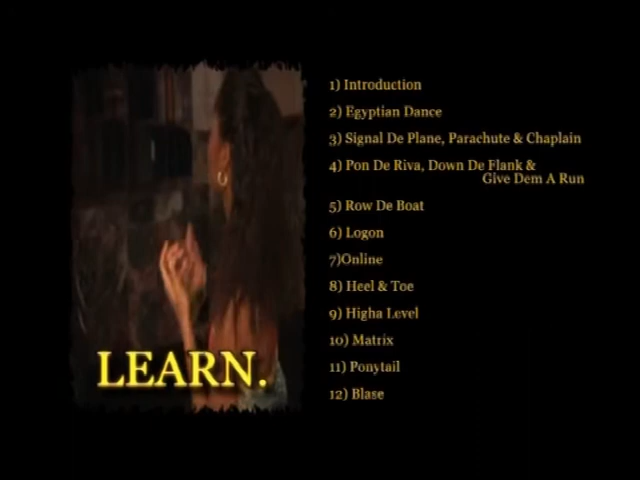 1) Introduction
2) Egyptian Dance
3) Signal De Plane, Parachute & Chaplain
4) Pon De Riva, Down De Flank &
Give Dem A Run
5) Row De Boat
6) Logon
7)Online
8) Heel & Toe
9) Higha Level
10) Matrix
11) Ponytail
12) Blase
LEARN.